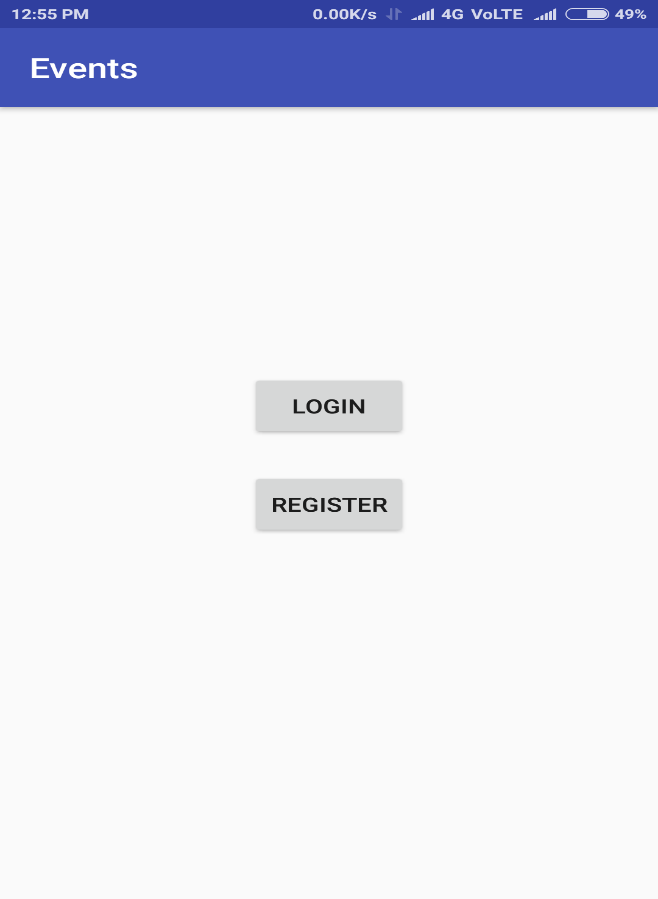 12:55 PM 0.00K/s 4G VoLTE 49%
Events
LOGIN
REGISTER